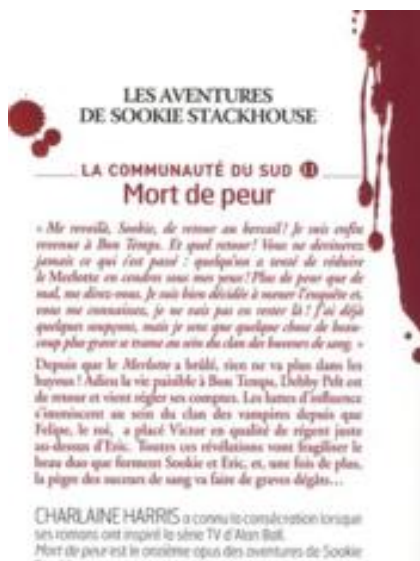 LES AVENTURES
DE SOOKIE STACKHOUSE
LA COMMUNAUTÉ DU SUD 11
Mort de peur
« Me revoilà, Sookie, de retour au bercail ! Je suis enfin
revenue à Bon Temps. Et quel retour ! Vous ne devinerez
jamais ce qui s'est passé : quelqu'un a tenté de réduire
le Merlotte en cendres sous mes yeux ! Plus de peur que de
mal, me direz-vous. Je suis bien décidée à mener l'enquête et,
vous me connaissez, je ne vais pas en rester là ! J'ai déjà
quelques soupçons, mais je sens que quelque chose de beau-
coup plus grave se trame au sein du clan des buveurs de sang. »
Depuis que le Merlotte a brûlé, rien ne va plus dans les
bayous ! Adieu la vie paisible à Bon Temps, Debby Pelt est
de retour et vient régler ses comptes. Les luttes d'influence
s'immiscent au sein du clan des vampires depuis que
Felipe, le roi, a placé Victor en qualité de régent juste
au-dessus d'Eric. Toutes ces révélations vont fragiliser le
beau duo que forment Sookie et Eric, et, une fois de plus,
la pègre des suceurs de sang va faire de graves dégâts…
CHARLAINE HARRIS a connu la consécration lorsque
ses romans ont inspiré la série TV d'Alan Ball.
Mort de peur est le onzième opus des aventures de Sookie